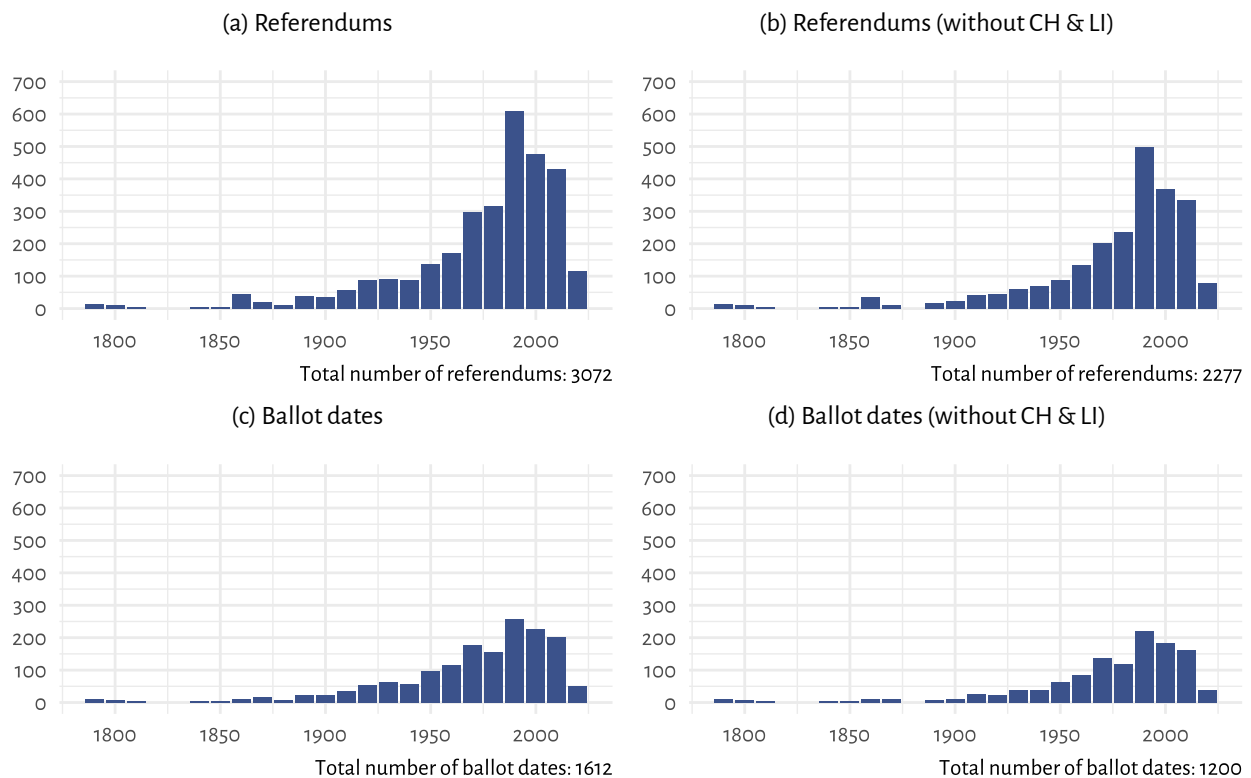 (a) Referendums
700
600
500
400
300
200
100
0
1800 1850 1900 1950 2000
Total number of referendums: 3072
(b) Referendums (without CH & LI)
700
600
500
400
300
200
100
0
1800 1850 1900 1950 2000
Total number of referendums: 2277
(c) Ballot dates
700
600
500
400
300
200
100
0
1800 1850 1900 1950 2000
Total number of ballot dates: 1612
(d) Ballot dates (without CH & LI)
700
600
500
400
300
200
100
0
1800 1850 1900 1950 2000
Total number of ballot dates: 1200